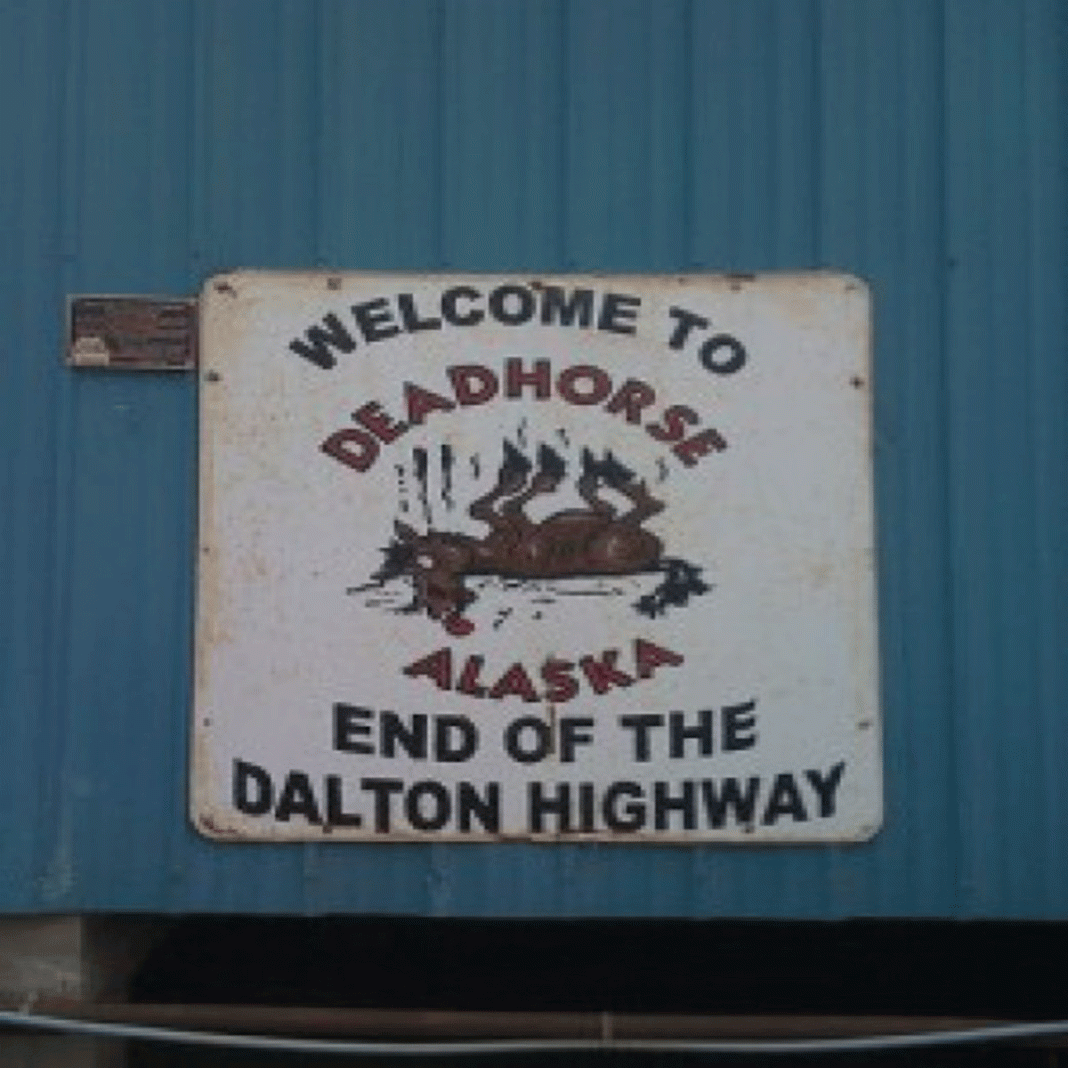 WELCOME TO
DEADHORSE
ALASKA
END OF THE
DALTON HIGHWAY